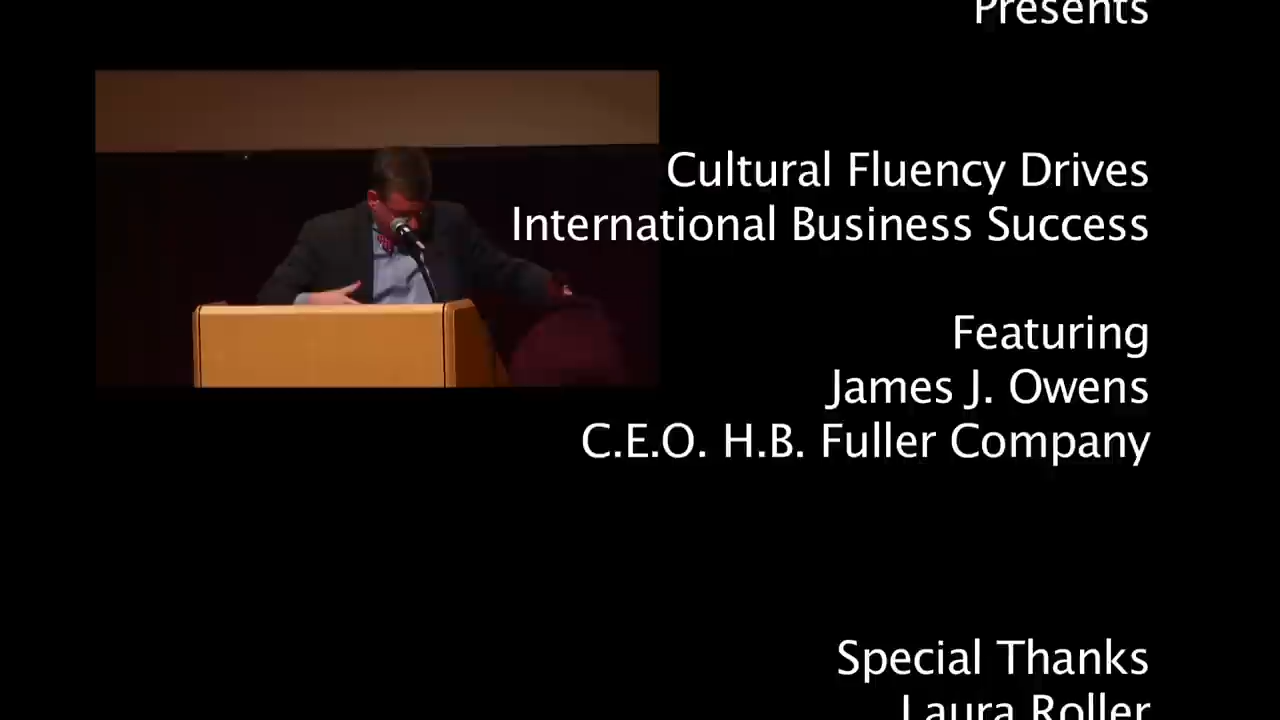 Presents
Cultural Fluency Drives
International Business Success
Featuring
James J. Owens
C.E.O. H.B. Fuller Company
Special Thanks
Laura Roller